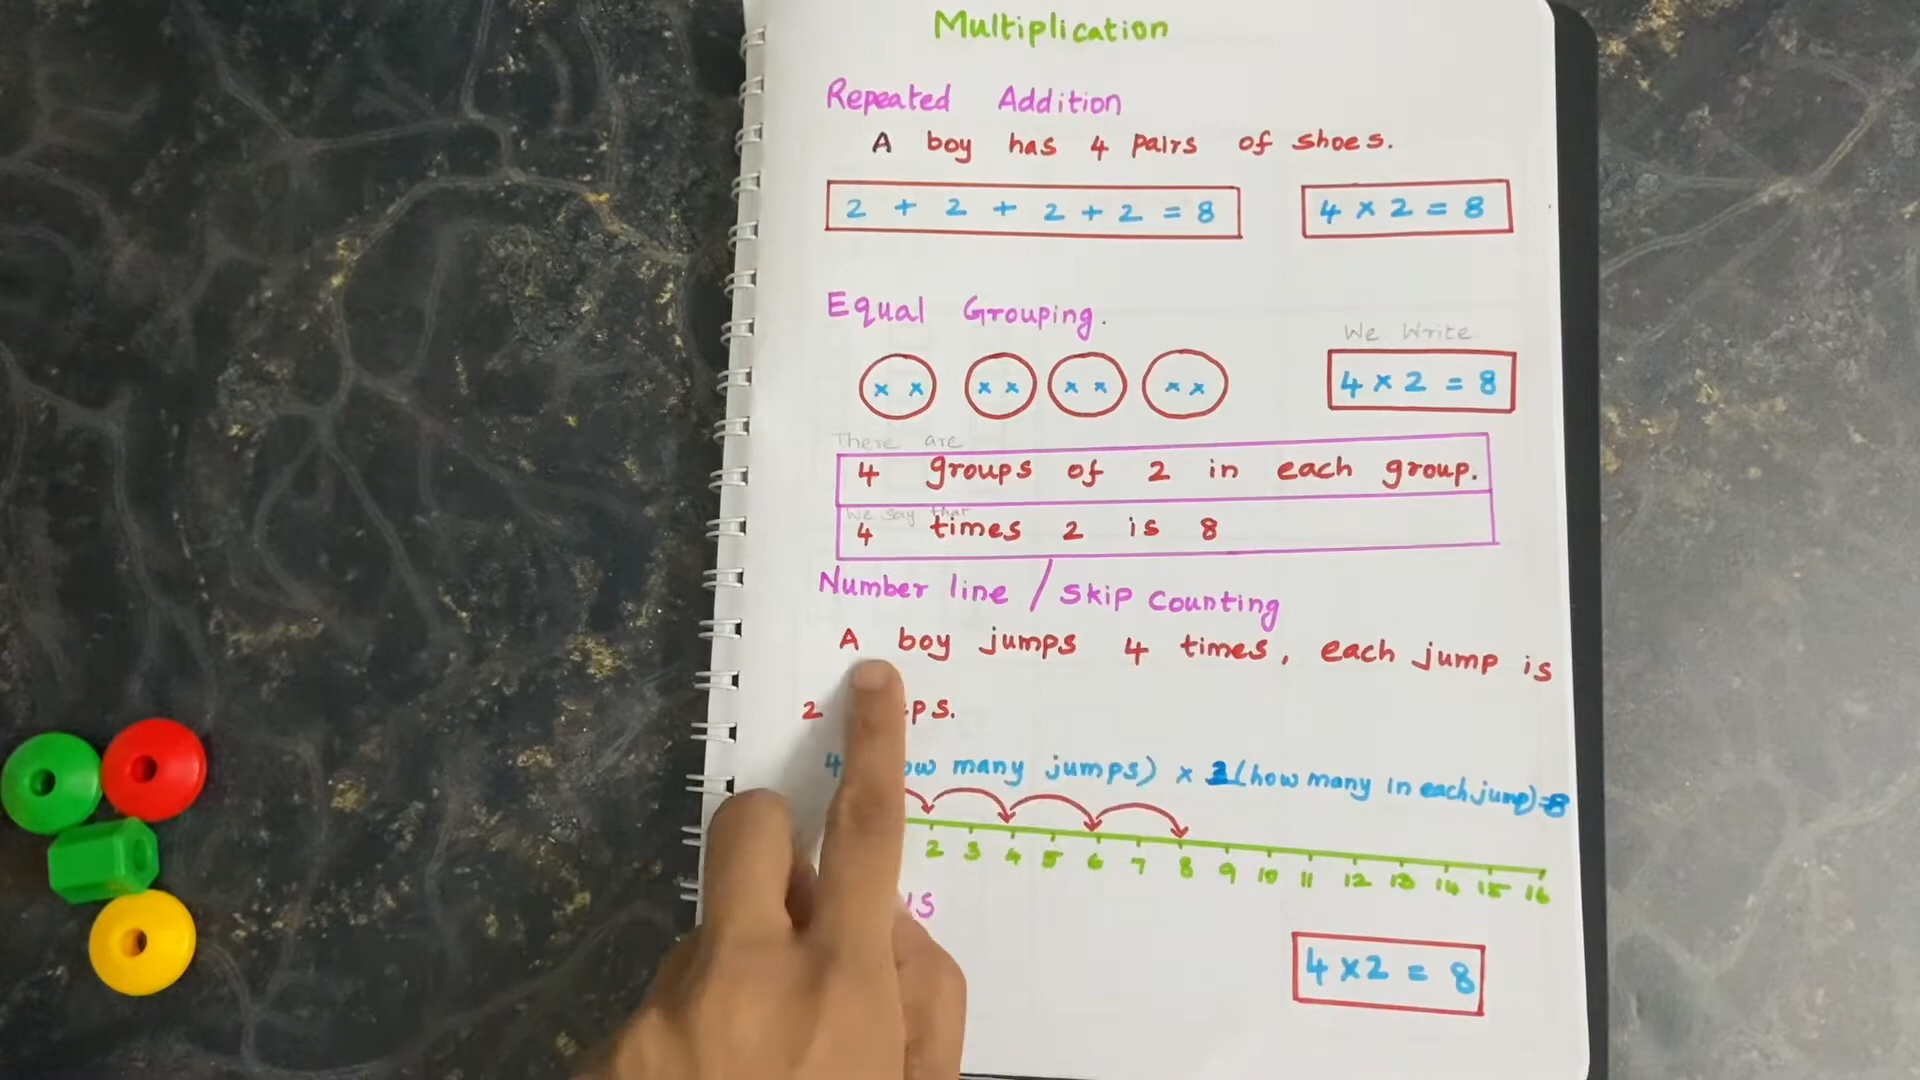 Multiplication
Repeated Addition
A boy has 4 pairs of shoes.
2 + 2 + 2 + 2 = 8 4 x 2 = 8
Equal Grouping.
We Write
x x x x x x x x 4 x 2 = 8
There are
4 groups of 2 in each group.
We say that
4 times 2 is 8
Number line / Skip Counting
A boy jumps 4 times, each jump is
2 ps.
4 ow many jumps) x 2 (how many in each jump) = 8
2 3 4 5 6 7 8 9 10 11 12 13 14 15 16
4 x 2 = 8